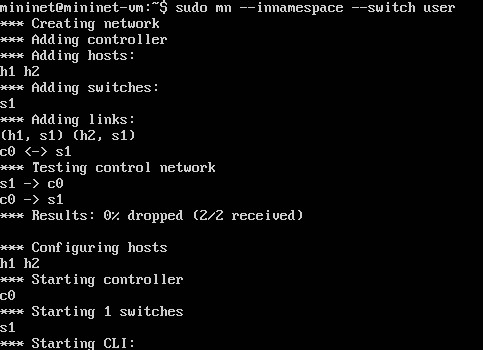 mininet@mininet-vm:~$ sudo mn --innamespace --switch user
*** Creating network
*** Adding controller
*** Adding hosts:
h1 h2
*** Adding switches:
s1
*** Adding links:
(h1, s1) (h2, s1)
c0 <-> s1
*** Testing control network
s1 -> c0
c0 -> s1
*** Results: 0% dropped (2/2 received)

*** Configuring hosts
h1 h2
*** Starting controller
c0
*** Starting 1 switches
s1
*** Starting CLI: